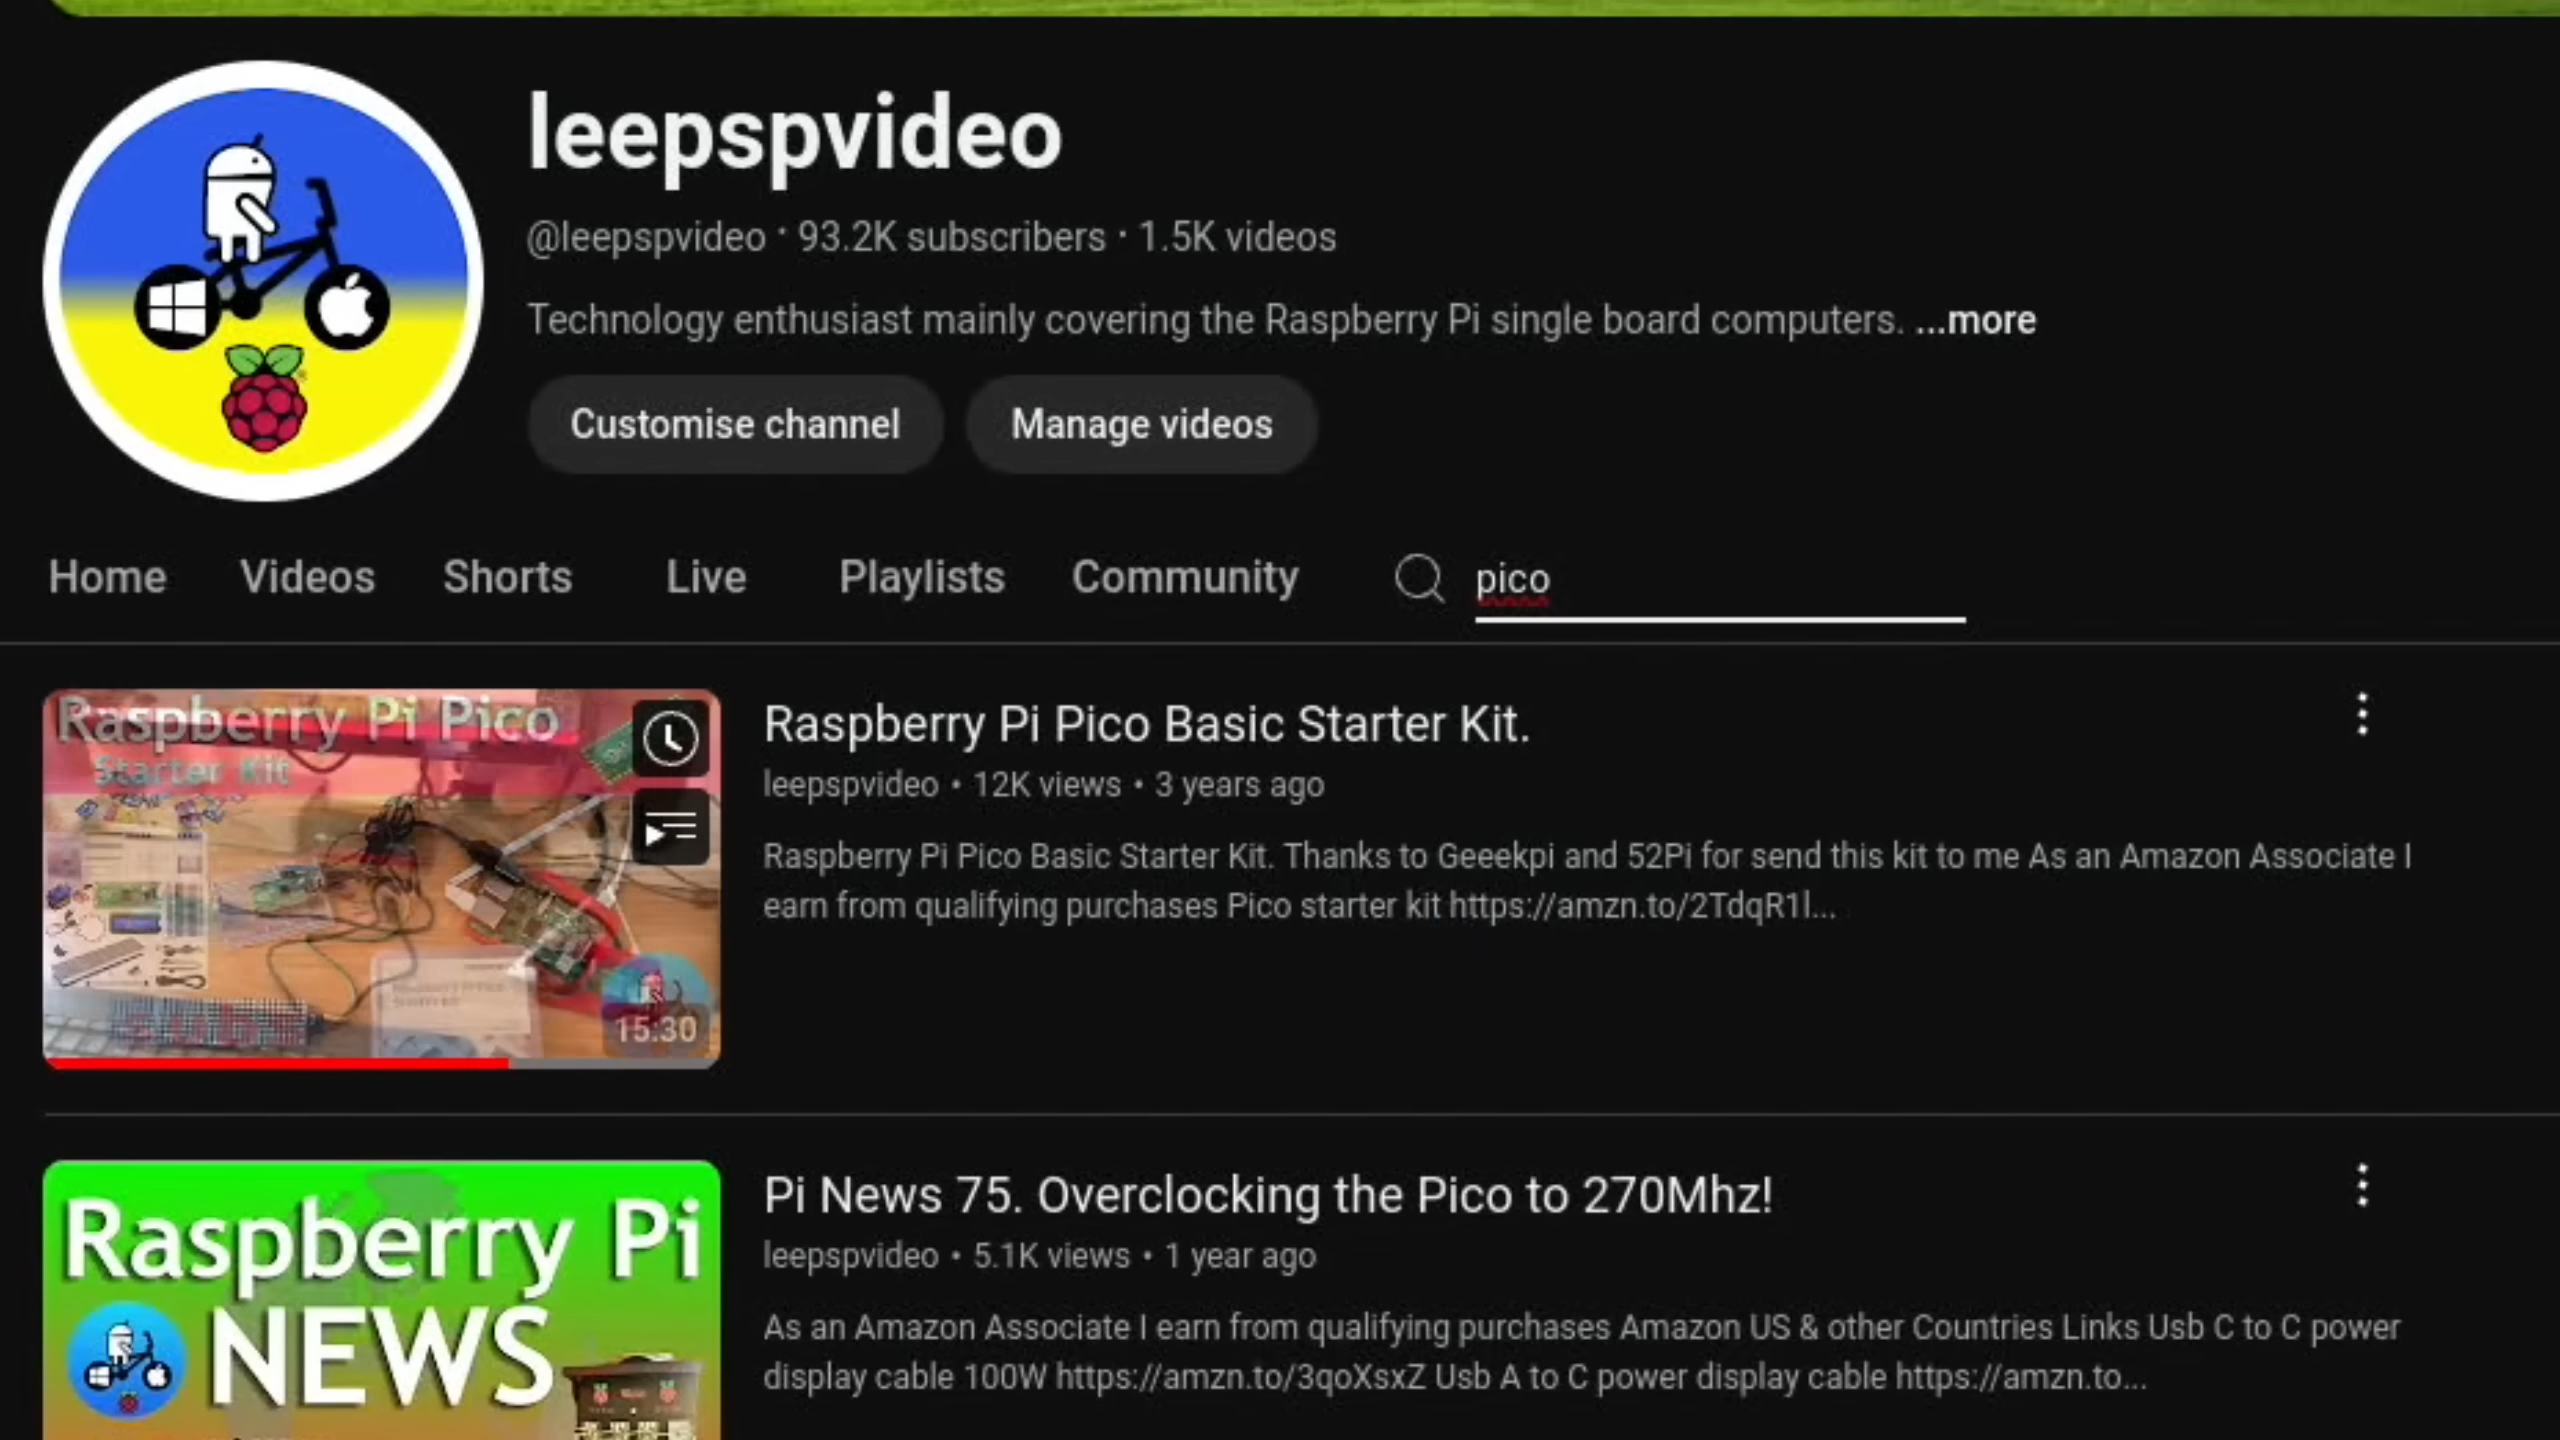 leepspvideo
@leepspvideo · 93.2K subscribers · 1.5K videos
Technology enthusiast mainly covering the Raspberry Pi single board computers. ...more
Customise channel Manage videos
Home Videos Shorts Live Playlists Community pico
Raspberry Pi Pico
Starter Kit
15:30
Raspberry Pi Pico Basic Starter Kit.
leepspvideo • 12K views • 3 years ago
Raspberry Pi Pico Basic Starter Kit. Thanks to Geeekpi and 52Pi for send this kit to me As an Amazon Associate I
earn from qualifying purchases Pico starter kit https://amzn.to/2TdqR1l...
Raspberry Pi
NEWS
Pi News 75. Overclocking the Pico to 270Mhz!
leepspvideo • 5.1K views • 1 year ago
As an Amazon Associate I earn from qualifying purchases Amazon US & other Countries Links Usb C to C power
display cable 100W https://amzn.to/3qoXsxZ Usb A to C power display cable https://amzn.to...